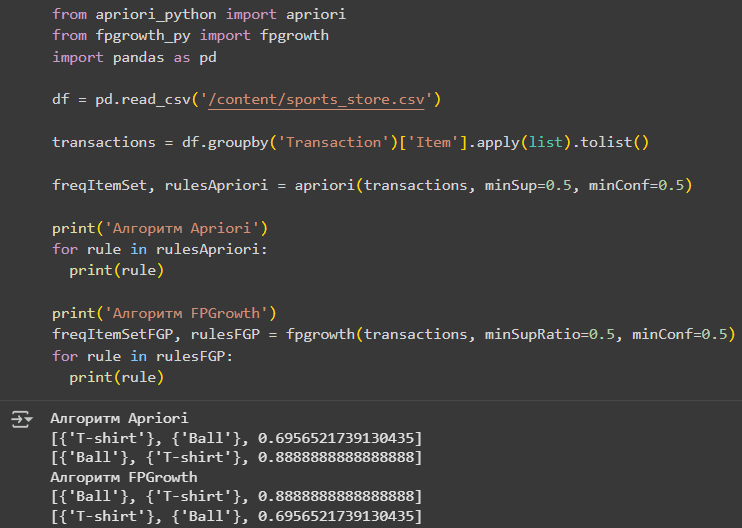 from apriori_python import apriori
from fpgrowth_py import fpgrowth
import pandas as pd
df = pd.read_csv('/content/sports_store.csv')
transactions = df.groupby('Transaction')['Item'].apply(list).tolist()
freqItemSet, rulesApriori = apriori(transactions, minSup=0.5, minConf=0.5)
print('Алгоритм Apriori')
for rule in rulesApriori:
  print(rule)
print('Алгоритм FPGrowth')
freqItemSetFGP, rulesFGP = fpgrowth(transactions, minSupRatio=0.5, minConf=0.5)
for rule in rulesFGP:
  print(rule)
Алгоритм Apriori
[{'T-shirt'}, {'Ball'}, 0.6956521739130435]
[{'Ball'}, {'T-shirt'}, 0.8888888888888888]
Алгоритм FPGrowth
[{'Ball'}, {'T-shirt'}, 0.8888888888888888]
[{'T-shirt'}, {'Ball'}, 0.6956521739130435]